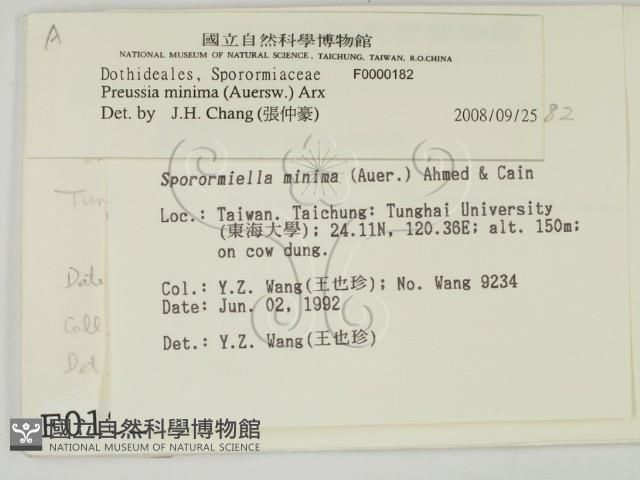 A
國立自然科學博物館
NATIONAL MUSEUM OF NATURAL SCIENCE, TAICHUNG, TAIWAN, R.O.CHINA
Dothideales, Sporormiaceae F0000182
Preussia minima (Auersw.) Arx
Det. by J.H. Chang (張仲豪) 2008/09/25 82
Sporormiella minima (Auer.) Ahmed & Cain
Loc.: Taiwan. Taichung: Tunghai University
(東海大學); 24.11N, 120.36E; alt. 150m;
on cow dung.
Date
Col.: Y.Z. Wang(王也珍); No. Wang 9234
Date: Jun. 02, 1992
Coll
Det.: Y.Z. Wang(王也珍)
Det
國立自然科學博物館
NATIONAL MUSEUM OF NATURAL SCIENCE